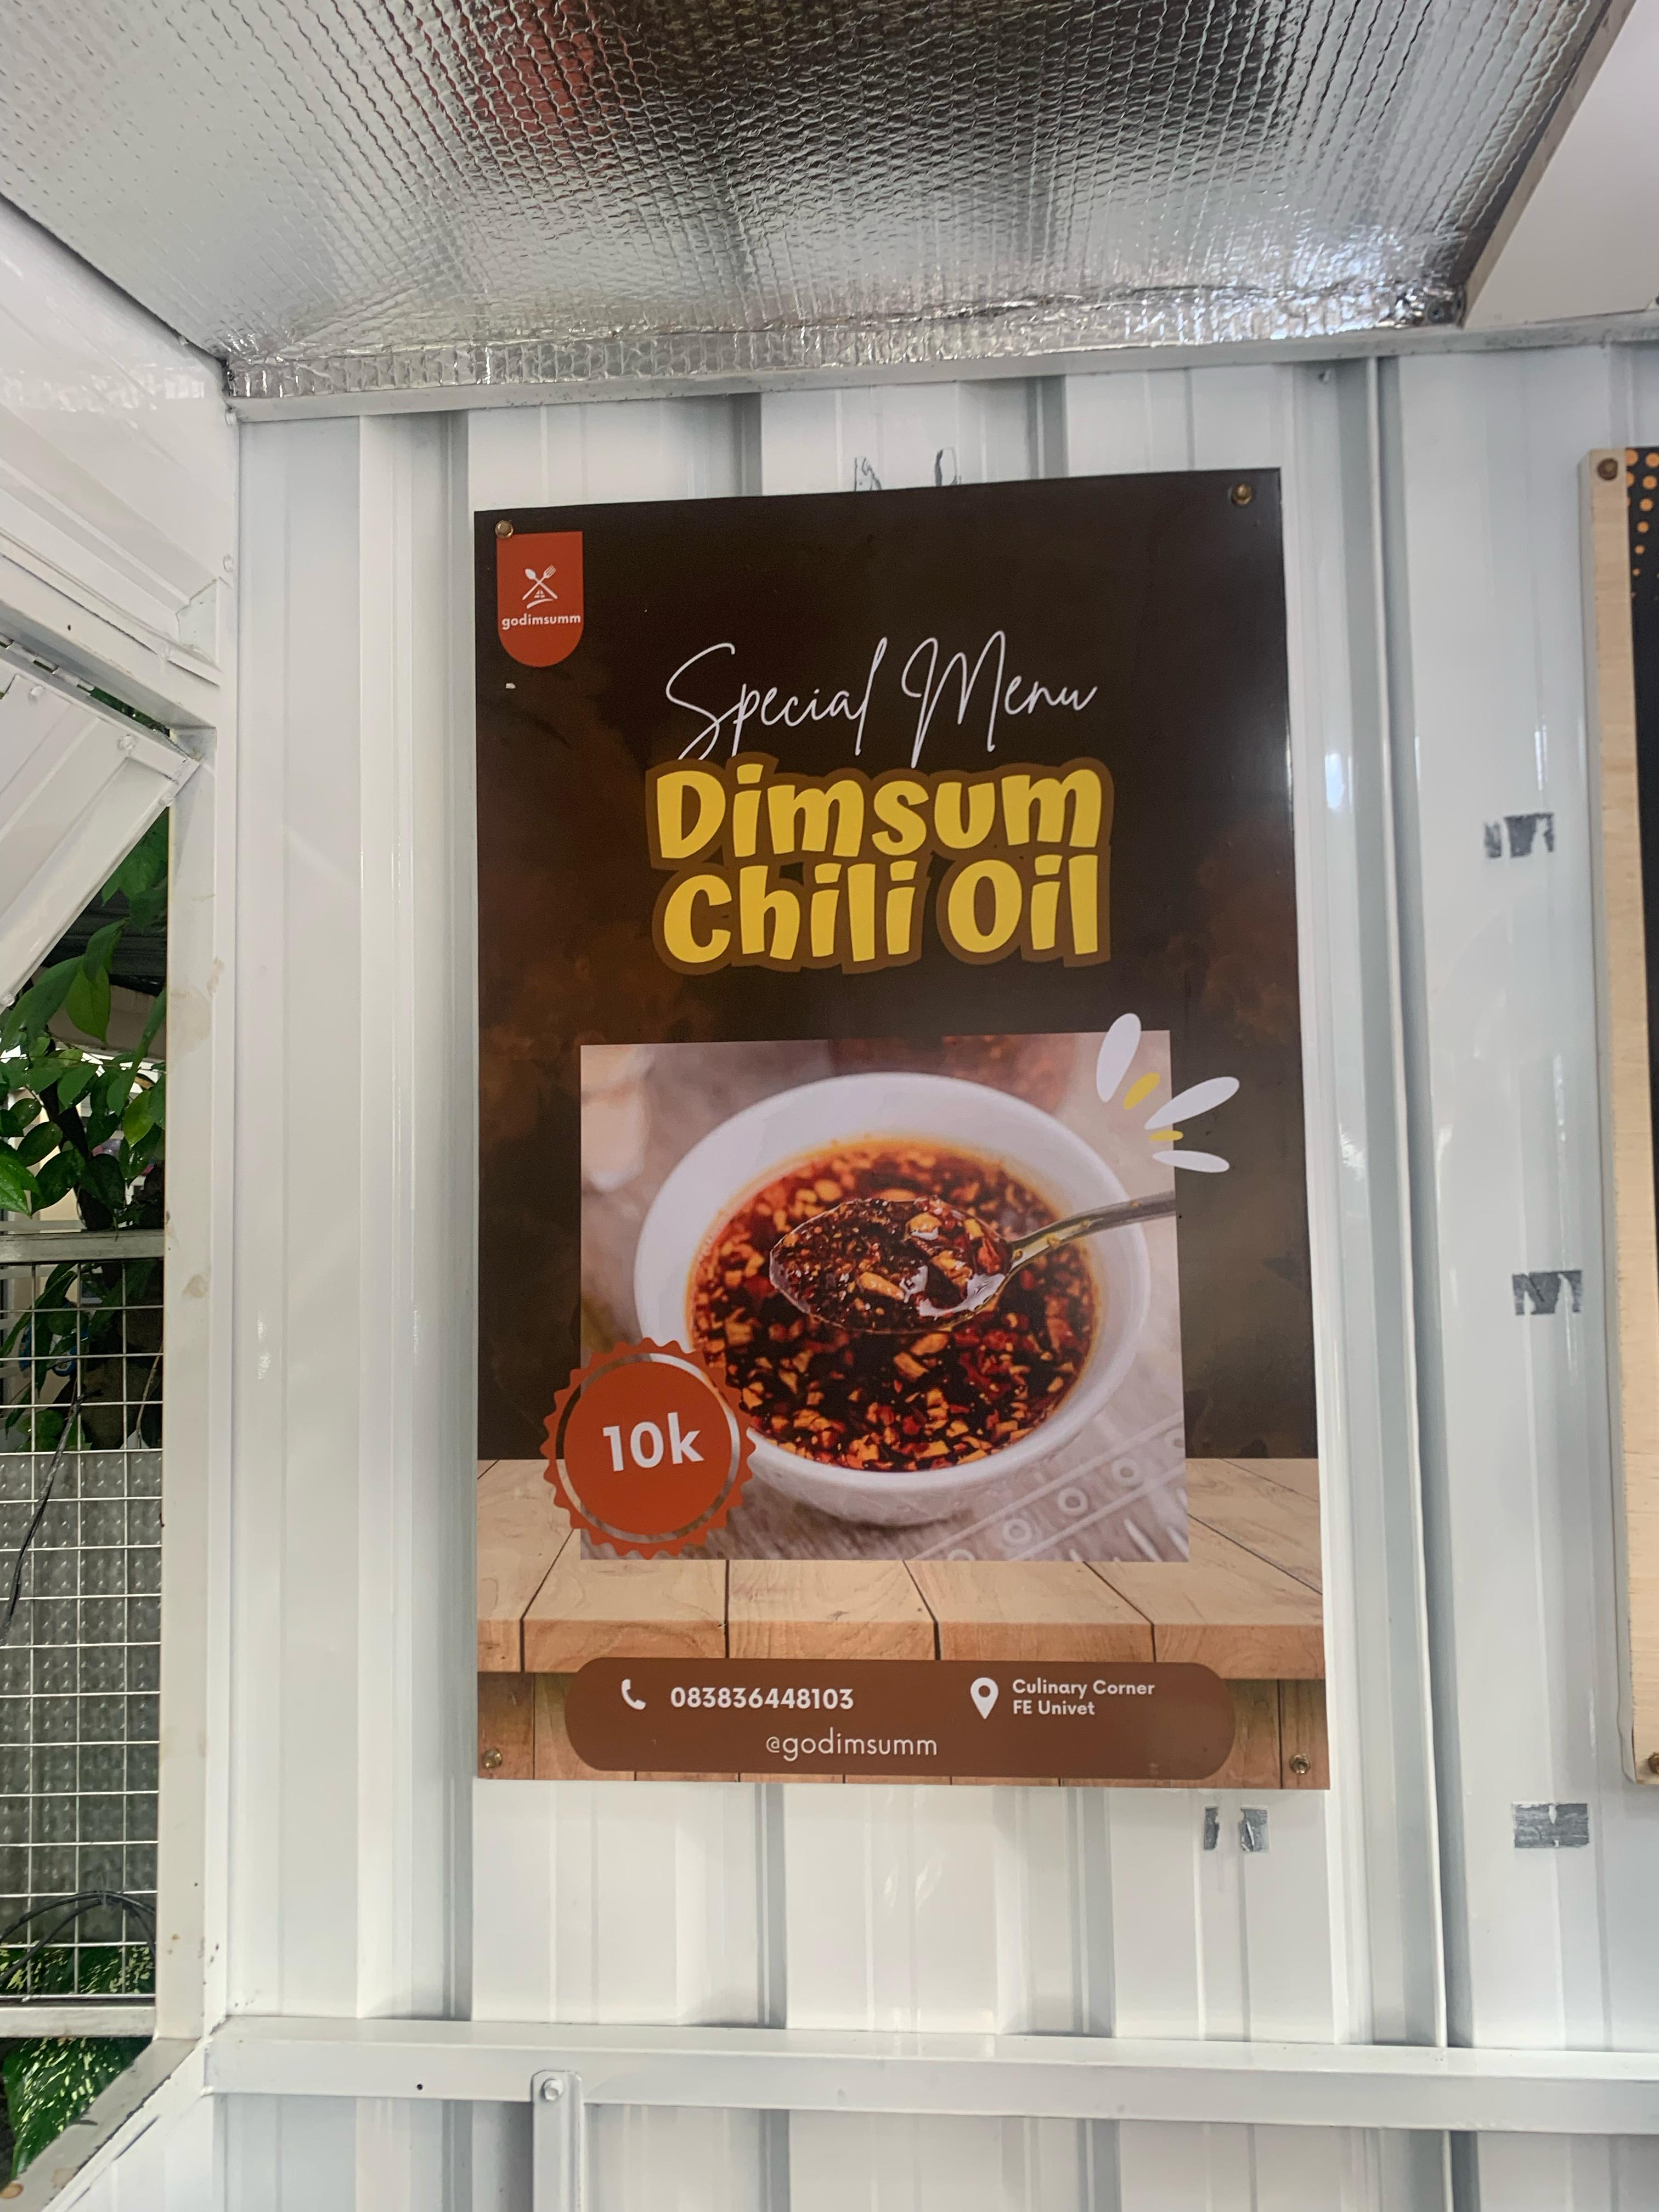 godimsumm
Special Menu
Dimsum
Chili Oil
10k
083836448103
Culinary Corner
FE Univet
@godimsumm